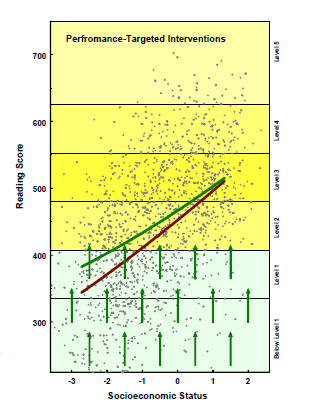 Perfromance-Targeted Interventions
Reading Score
700
600
500
400
300
Level 5
Level 4
Level 3
Level 2
Level 1
Below Level 1
-3 -2 -1 0 1 2
Socioeconomic Status